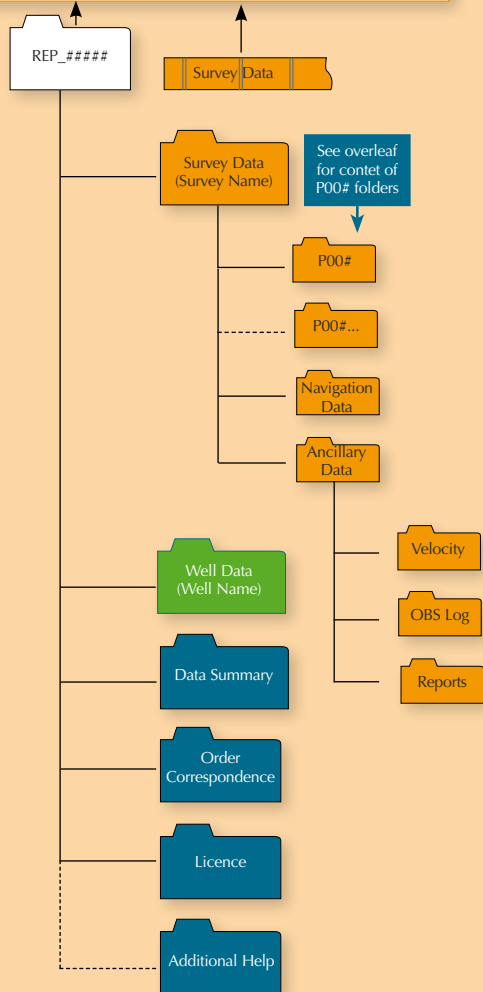 REP_#####
Survey Data
Survey Data
(Survey Name)
See overleaf
for contet of
P00# folders
P00#
P00#...
Navigation
Data
Ancillary
Data
Velocity
OBS Log
Reports
Well Data
(Well Name)
Data Summary
Order
Correspondence
Licence
Additional Help